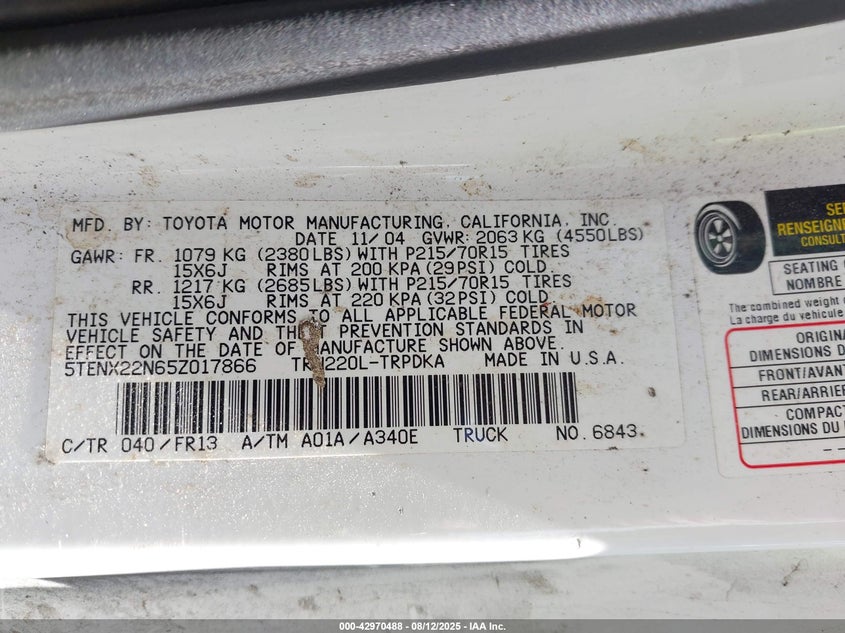 MFD. BY: TOYOTA MOTOR MANUFACTURING, CALIFORNIA, INC.
DATE 11/04 GVWR: 2063 KG (4550LBS)
GAWR: FR. 1079 KG (2380LBS) WITH P215/70R15 TIRES
15X6J RIMS AT 200 KPA (29PSI) COLD.
RR. 1217 KG (2685LBS) WITH P215/70R15 TIRES
15X6J RIMS AT 220 KPA (32PSI) COLD.
THIS VEHICLE CONFORMS TO ALL APPLICABLE FEDERAL MOTOR
VEHICLE SAFETY AND THEFT PREVENTION STANDARDS IN
EFFECT ON THE DATE OF MANUFACTURE SHOWN ABOVE.
5TENX22N65Z017866 TRN220L-TRPDKA MADE IN U.S.A.
C/TR 040/FR13 A/TM A01A/A340E TRUCK NO. 6843.
RENSEIGNE
CONSULT
SEATING
NOMBRE
The combined weight
La charge du véhicule
ORIGINA
DIMENSIONS DU
FRONT/AVANT
REAR/ARRIER
COMPACT
DIMENSIONS DU
000-42970488 - 08/12/2025 - IAA Inc.